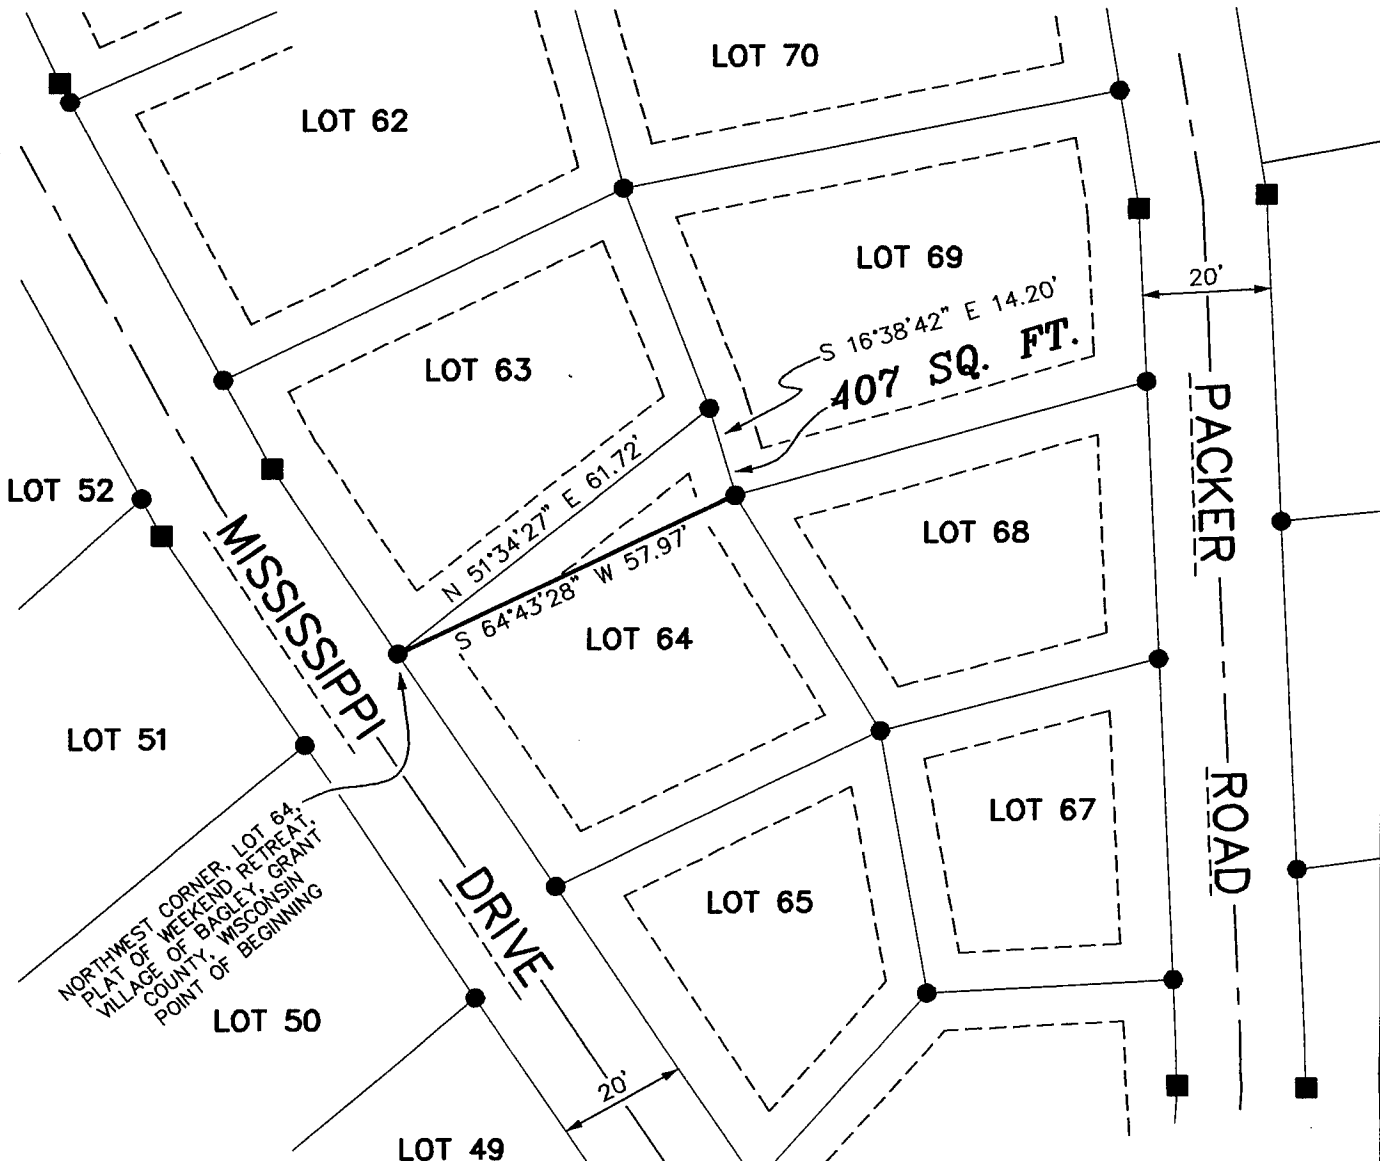 LOT 70
LOT 62
LOT 69
20'
S 16°38'42" E 14.20'
407 SQ. FT.
LOT 63
PACKER ROAD
N 51°34'27" E 61.72'
LOT 52
MISSISSIPPI DRIVE
LOT 68
S 64°43'28" W 57.97'
LOT 64
LOT 51
NORTHWEST CORNER, LOT 64,
PLAT OF WEEKEND RETREAT,
VILLAGE OF BAGLEY, GRANT
COUNTY, WISCONSIN
POINT OF BEGINNING
LOT 67
LOT 65
LOT 50
20'
LOT 49